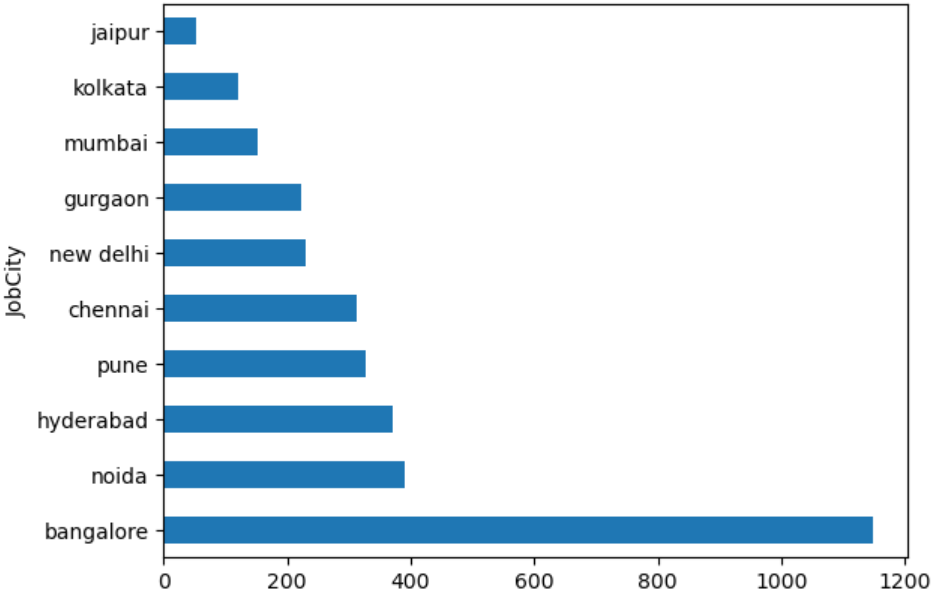 jaipur
kolkata
mumbai
gurgaon
new delhi
chennai
pune
hyderabad
noida
bangalore
JobCity
0 200 400 600 800 1000 1200